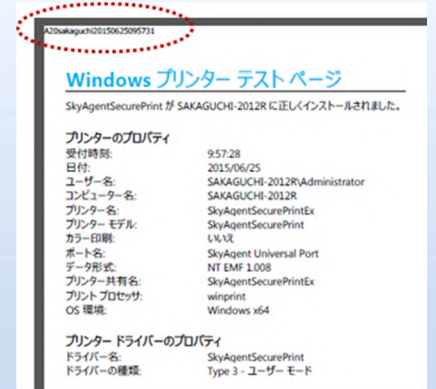 A20sakaguchi20150625095731
Windows プリンター テスト ページ
SkyAgentSecurePrint が SAKAGUCHI-2012R に正しくインストールされました。
プリンターのプロパティ
受付時刻: 9:57:28
日付: 2015/06/25
ユーザー名: SAKAGUCHI-2012R\Administrator
コンピューター名: SAKAGUCHI-2012R
プリンター名: SkyAgentSecurePrintEx
プリンター モデル: SkyAgentSecurePrint
カラー印刷: いいえ
ポート名: SkyAgent Universal Port
データ形式: NT EMF 1.008
プリンター共有名: SkyAgentSecurePrintEx
プリント プロセッサ: winprint
OS 環境: Windows x64
プリンター ドライバーのプロパティ
ドライバー名: SkyAgentSecurePrint
ドライバーの種類: Type 3 - ユーザー モード